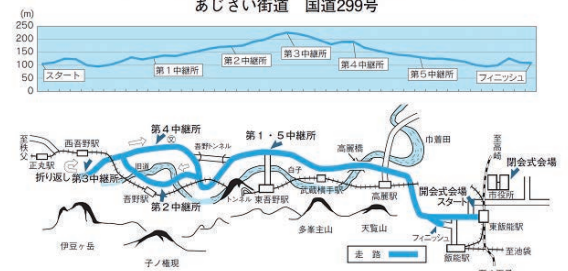 あじさい街道 国道299号
(m)
250
200
150
100
50
0
スタート
第1中継所
第2中継所
第3中継所
第4中継所
第5中継所
フィニッシュ
至秩父
正丸駅
西吾野駅
折り返し
第3中継所
第4中継所
旧道
吾野駅
第2中継所
吾野トンネル
トンネル
第1・5中継所
東吾野駅
白子
武蔵横手駅
高麗橋
巾着田
高麗駅
至高崎
閉会式会場
市役所
開会式会場
スタート
フィニッシュ
東飯能駅
飯能駅
至池袋
伊豆ヶ岳
子ノ権現
多峯主山
天覧山
走路